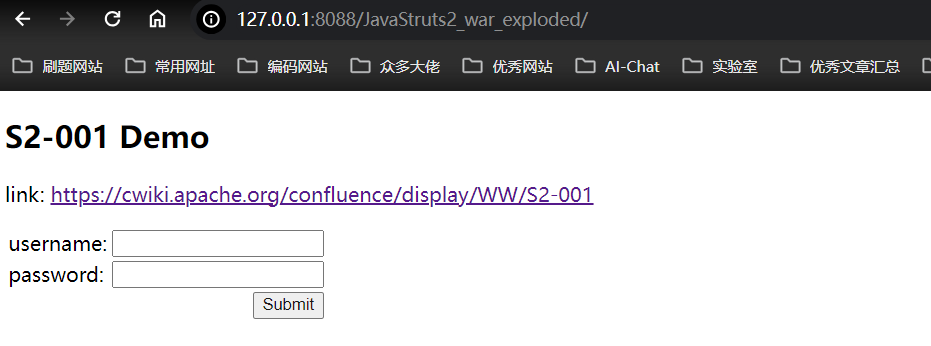 127.0.0.1:8088/JavaStruts2_war_exploded/
刷题网站 常用网址 编码网站 众多大佬 优秀网站 AI-Chat 实验室 优秀文章汇总
S2-001 Demo
link: https://cwiki.apache.org/confluence/display/WW/S2-001
username:
password:
Submit